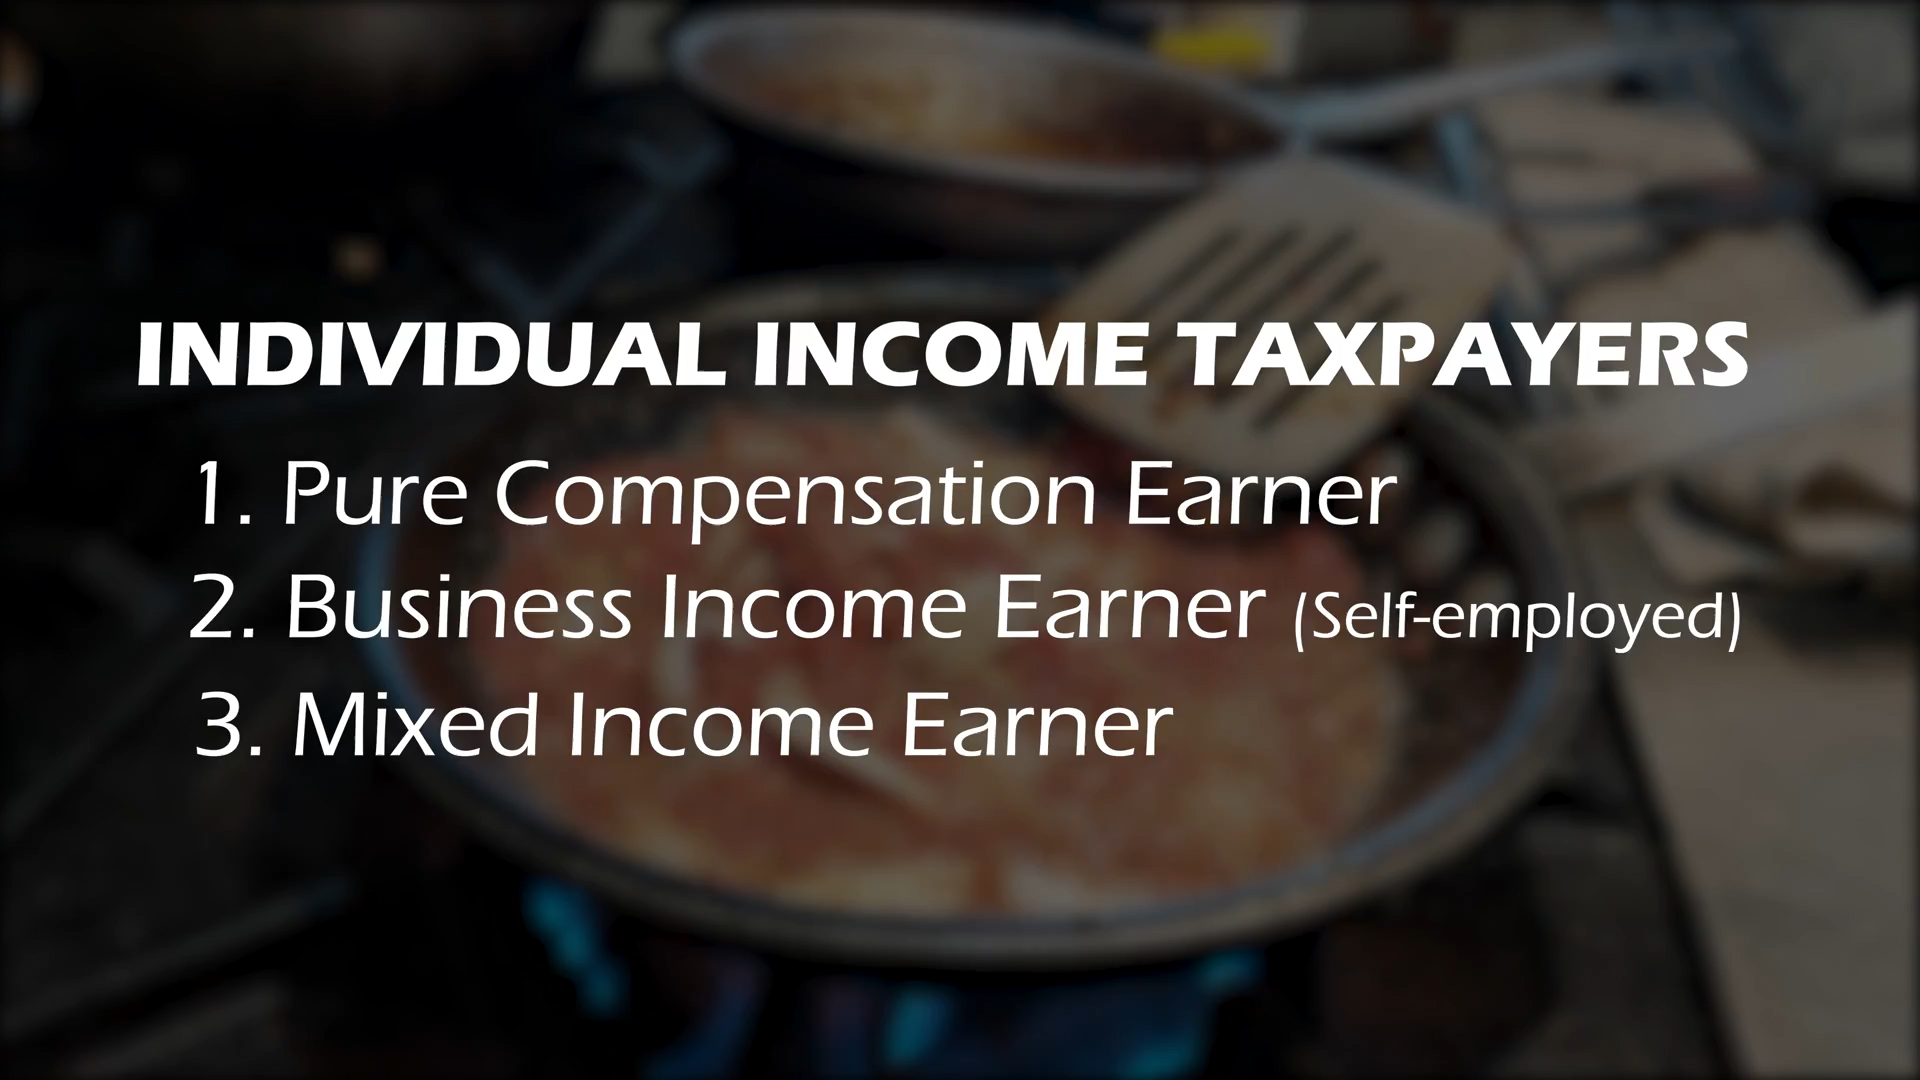 INDIVIDUAL INCOME TAXPAYERS
1. Pure Compensation Earner
2. Business Income Earner (Self-employed)
3. Mixed Income Earner